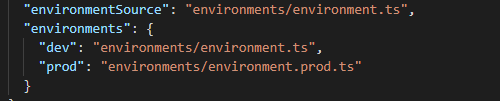 "environmentSource": "environments/environment.ts",
"environments": {
"dev": "environments/environment.ts",
"prod": "environments/environment.prod.ts"
}